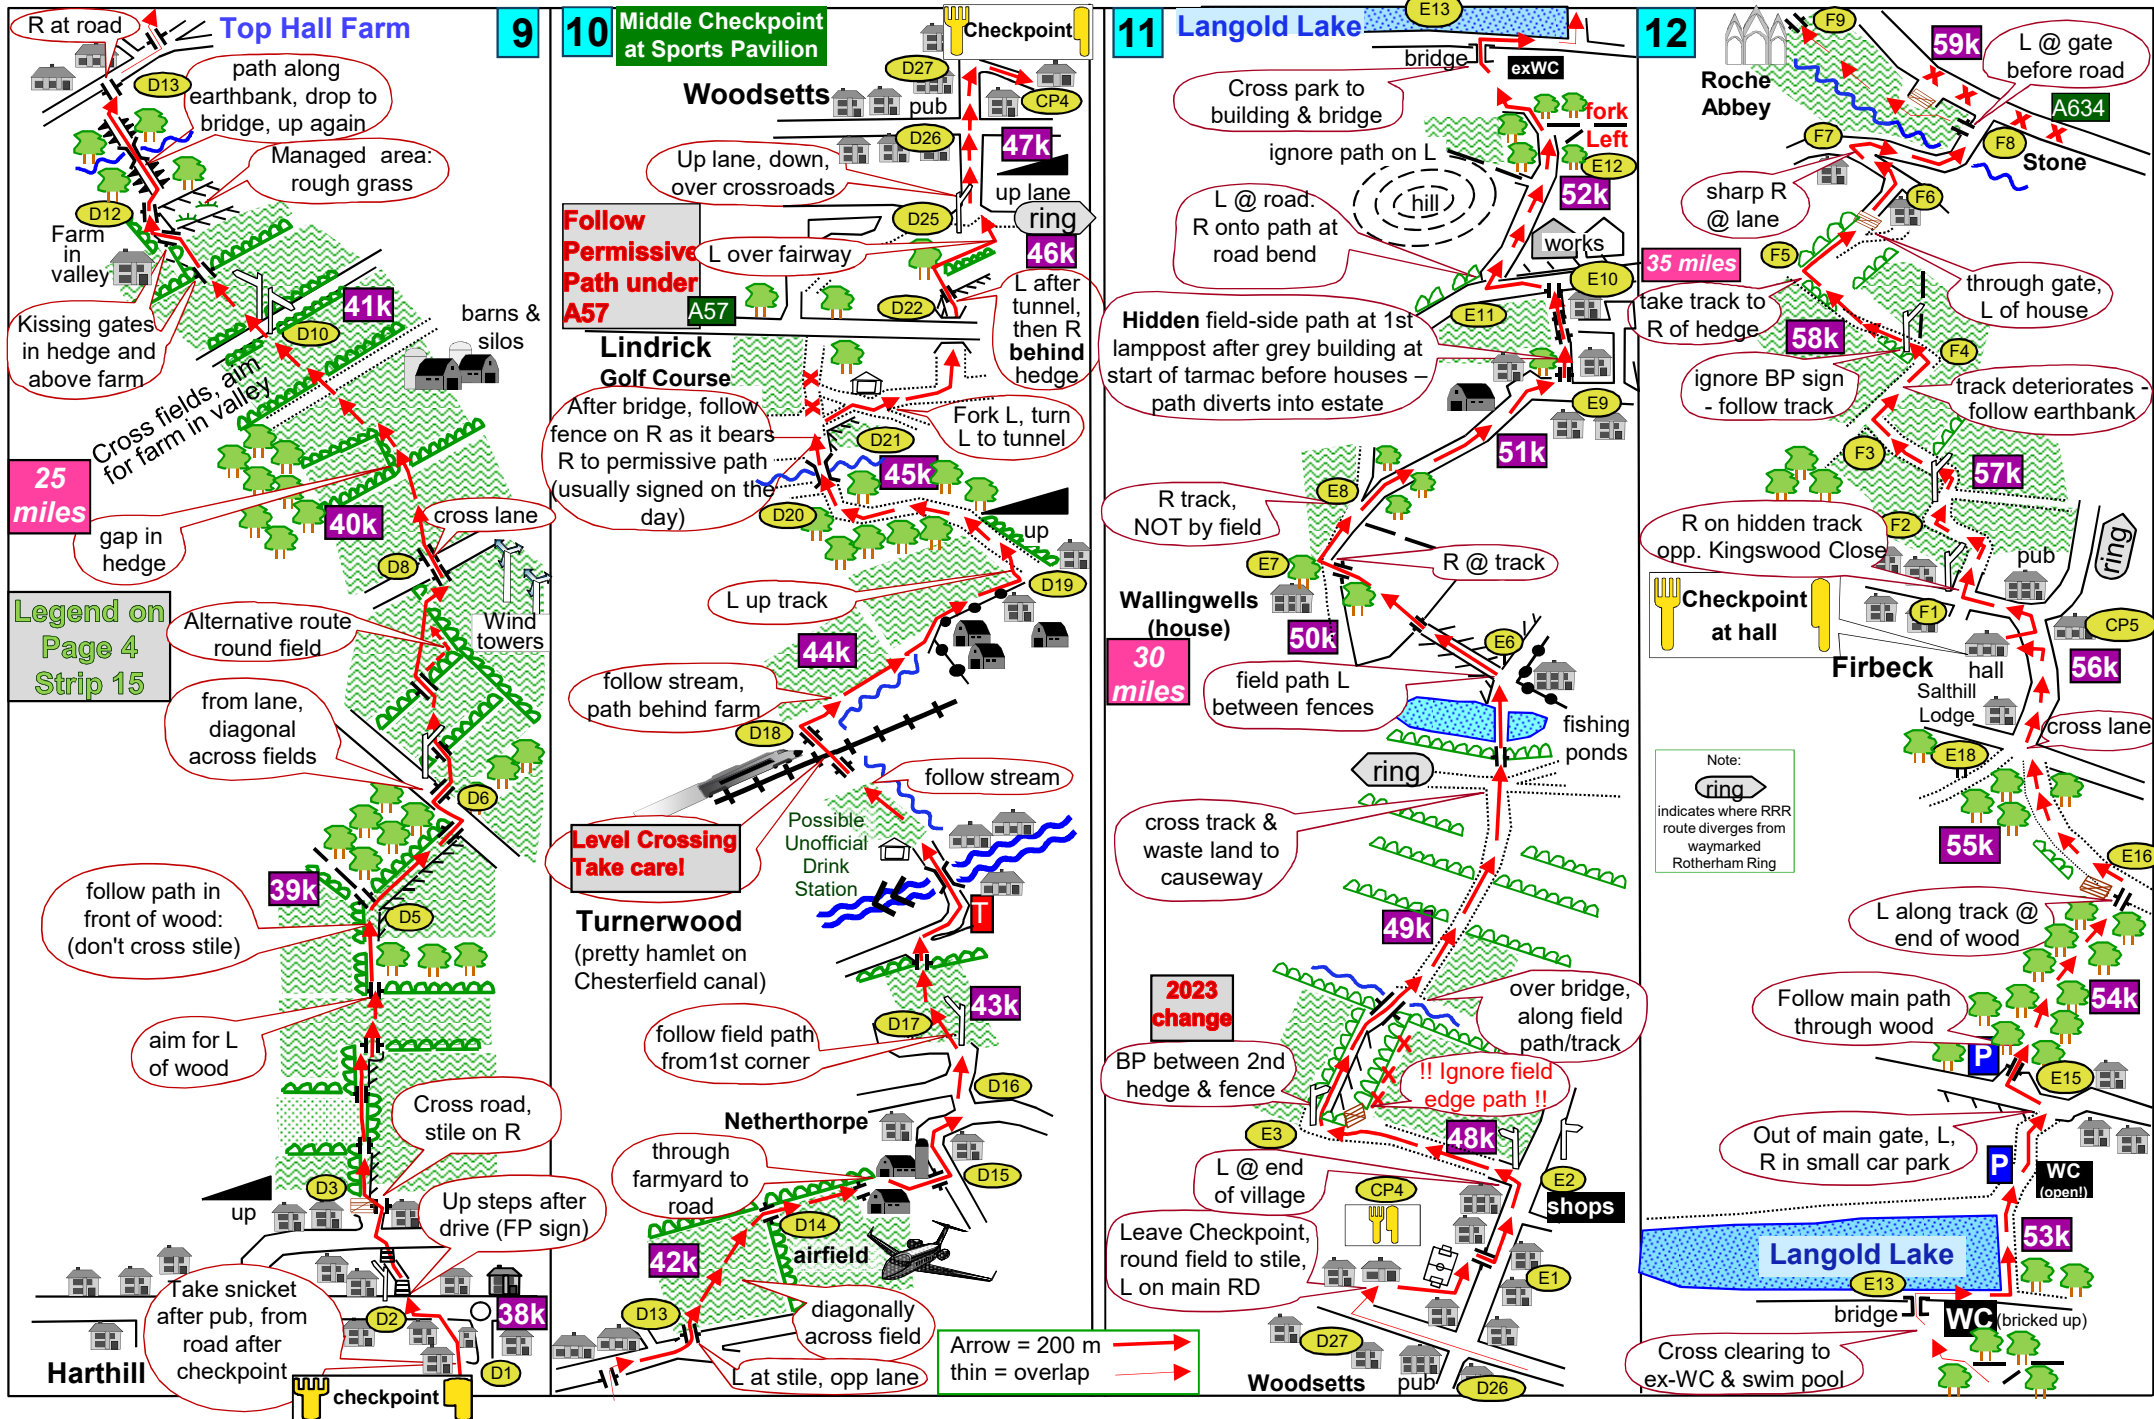 R at road
Top Hall Farm
9
D13
path along
earthbank, drop to
bridge, up again
Managed area:
rough grass
D12
Farm
in
valley
Kissing gates
in hedge and
above farm
41k
D10
barns &
silos
Cross fields, aim
for farm in valley
25
miles
40k
gap in
hedge
cross lane
D8
Legend on
Page 4
Strip 15
Alternative route
round field
Wind
towers
from lane,
diagonal
across fields
D6
39k
follow path in
front of wood:
(don't cross stile)
D5
aim for L
of wood
Cross road,
stile on R
D3
up
Up steps after
drive (FP sign)
Take snicket
after pub, from
road after
checkpoint
D2
38k
Harthill
D1
checkpoint
10
Middle Checkpoint
at Sports Pavilion
Checkpoint
D27
Woodsetts
pub
CP4
D26
47k
Up lane, down,
over crossroads
up lane
D25
ring
Follow
Permissive
Path under
A57
L over fairway
46k
A57
D22
L after
tunnel,
then R
behind
hedge
Lindrick
Golf Course
After bridge, follow
fence on R as it bears
R to permissive path
(usually signed on the
day)
Fork L, turn
L to tunnel
D21
45k
D20
up
D19
L up track
44k
follow stream,
path behind farm
D18
follow stream
Level Crossing
Take care!
Possible
Unofficial
Drink
Station
T
Turnerwood
(pretty hamlet on
Chesterfield canal)
43k
D17
follow field path
from1st corner
D16
Netherthorpe
through
farmyard to
road
D15
D14
42k
airfield
D13
diagonally
across field
L at stile, opp lane
Arrow = 200 m
thin = overlap
11
Langold Lake
E13
bridge
exWC
Cross park to
building & bridge
fork
Left
ignore path on L
E12
52k
hill
L @ road.
R onto path at
road bend
works
E10
E11
Hidden field-side path at 1st
lamppost after grey building at
start of tarmac before houses –
path diverts into estate
E9
51k
E8
R track,
NOT by field
E7
R @ track
Wallingwells
(house)
50k
E6
30
miles
field path L
between fences
fishing
ponds
ring
cross track &
waste land to
causeway
49k
2023
change
over bridge,
along field
path/track
BP between 2nd
hedge & fence
!! Ignore field
edge path !!
E3
48k
L @ end
of village
E2
shops
CP4
Leave Checkpoint,
round field to stile,
L on main RD
E1
D27
Woodsetts
pub
D26
12
F9
59k
L @ gate
before road
Roche
Abbey
A634
F7
F8
Stone
sharp R
@ lane
F6
F5
35 miles
take track to
R of hedge
through gate,
L of house
58k
F4
ignore BP sign
- follow track
track deteriorates -
follow earthbank
F3
57k
R on hidden track
opp. Kingswood Close
F2
pub
ring
Checkpoint
at hall
F1
CP5
Firbeck
hall
56k
Salthill
Lodge
cross lane
E18
Note:
ring
indicates where RRR
route diverges from
waymarked
Rotherham Ring
55k
E16
L along track @
end of wood
54k
Follow main path
through wood
P
E15
Out of main gate, L,
R in small car park
P
WC
(open!)
53k
Langold Lake
E13
bridge
WC (bricked up)
Cross clearing to
ex-WC & swim pool